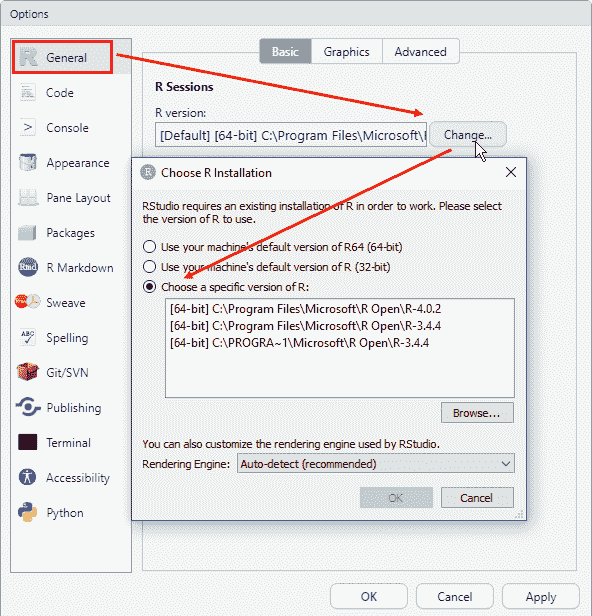 Options
General
Code
Console
Appearance
Pane Layout
Packages
R Markdown
Sweave
Spelling
Git/SVN
Publishing
Terminal
Accessibility
Python
Basic Graphics Advanced
R Sessions
R version:
[Default] [64-bit] C:\Program Files\Microsoft\
Change...
R Choose R Installation
RStudio requires an existing installation of R in order to work. Please select
the version of R to use.
Use your machine's default version of R64 (64-bit)
Use your machine's default version of R (32-bit)
Choose a specific version of R:
[64-bit] C:\Program Files\Microsoft\R Open\R-4.0.2
[64-bit] C:\Program Files\Microsoft\R Open\R-3.4.4
[64-bit] C:\PROGRA~1\Microsoft\R Open\R-3.4.4
Browse...
You can also customize the rendering engine used by RStudio.
Rendering Engine: Auto-detect (recommended)
OK Cancel
OK Cancel Apply